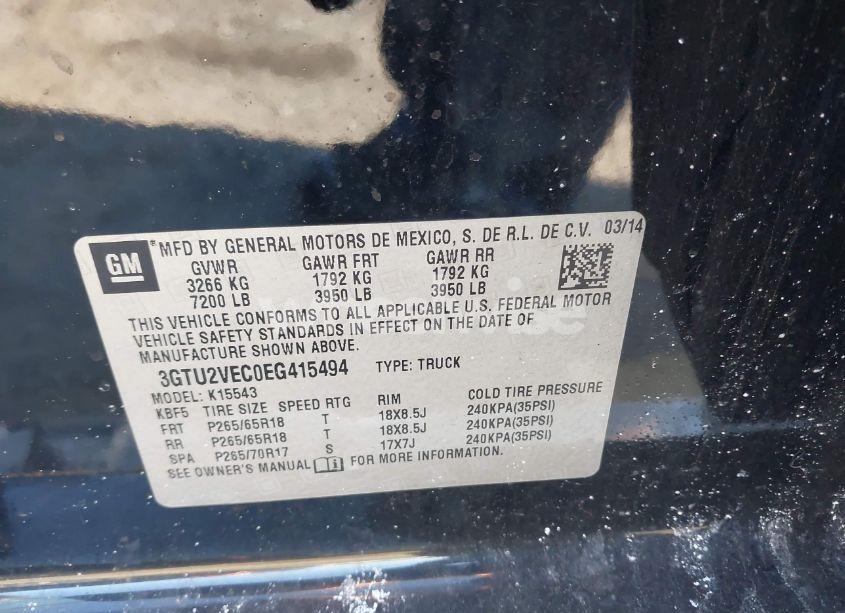 GM
*MFD BY GENERAL MOTORS DE MEXICO, S. DE R.L. DE C.V. 03/14
GVWR GAWR FRT GAWR RR
3266 KG 1792 KG 1792 KG
7200 LB 3950 LB 3950 LB
THIS VEHICLE CONFORMS TO ALL APPLICABLE U.S. FEDERAL MOTOR
VEHICLE SAFETY STANDARDS IN EFFECT ON THE DATE OF
MANUFACTURE SHOWN ABOVE.
3GTU2VEC0EG415494 TYPE: TRUCK
MODEL: K15543
KBF5 TIRE SIZE SPEED RTG RIM COLD TIRE PRESSURE
FRT P265/65R18 T 18X8.5J 240KPA(35PSI)
RR P265/65R18 T 18X8.5J 240KPA(35PSI)
SPA P265/70R17 S 17X7J 240KPA(35PSI)
SEE OWNER'S MANUAL FOR MORE INFORMATION.